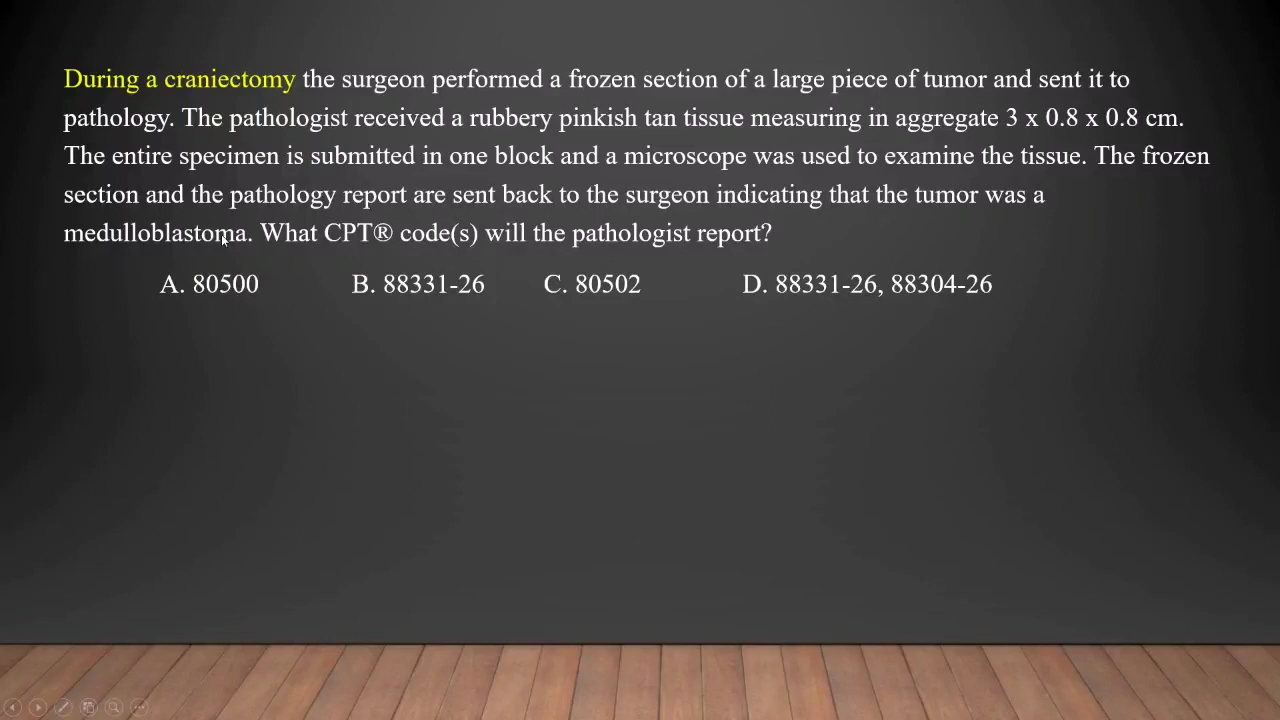 During a craniectomy the surgeon performed a frozen section of a large piece of tumor and sent it to
pathology. The pathologist received a rubbery pinkish tan tissue measuring in aggregate 3 x 0.8 x 0.8 cm.
The entire specimen is submitted in one block and a microscope was used to examine the tissue. The frozen
section and the pathology report are sent back to the surgeon indicating that the tumor was a
medulloblastoma. What CPT® code(s) will the pathologist report?
A. 80500 B. 88331-26 C. 80502 D. 88331-26, 88304-26